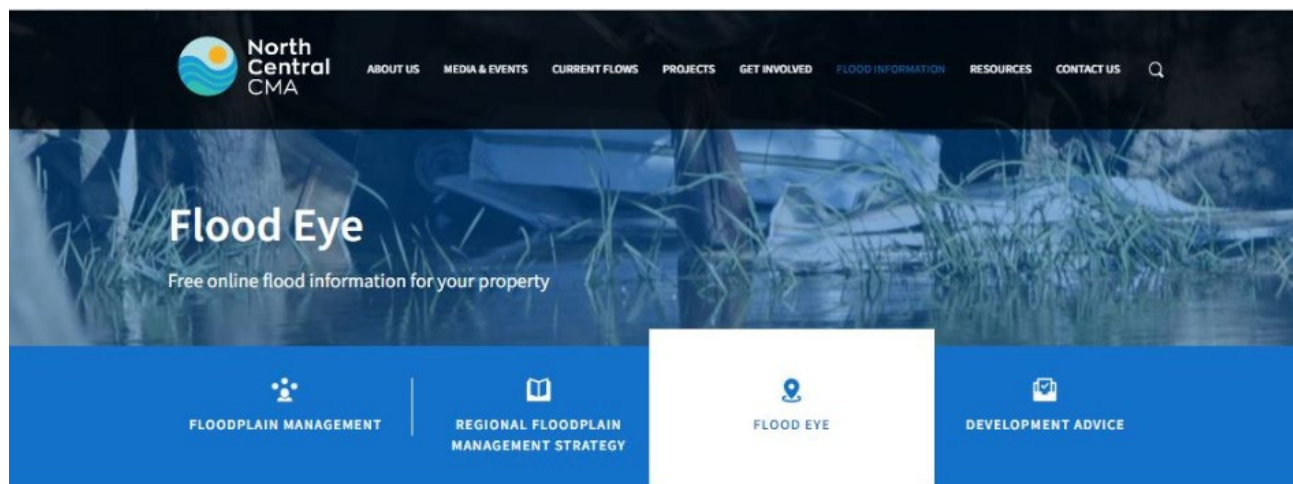 North
Central
CMA
ABOUT US MEDIA & EVENTS CURRENT FLOWS PROJECTS GET INVOLVED FLOOD INFORMATION RESOURCES CONTACT US
Flood Eye
Free online flood information for your property
FLOODPLAIN MANAGEMENT
REGIONAL FLOODPLAIN
MANAGEMENT STRATEGY
FLOOD EYE
DEVELOPMENT ADVICE